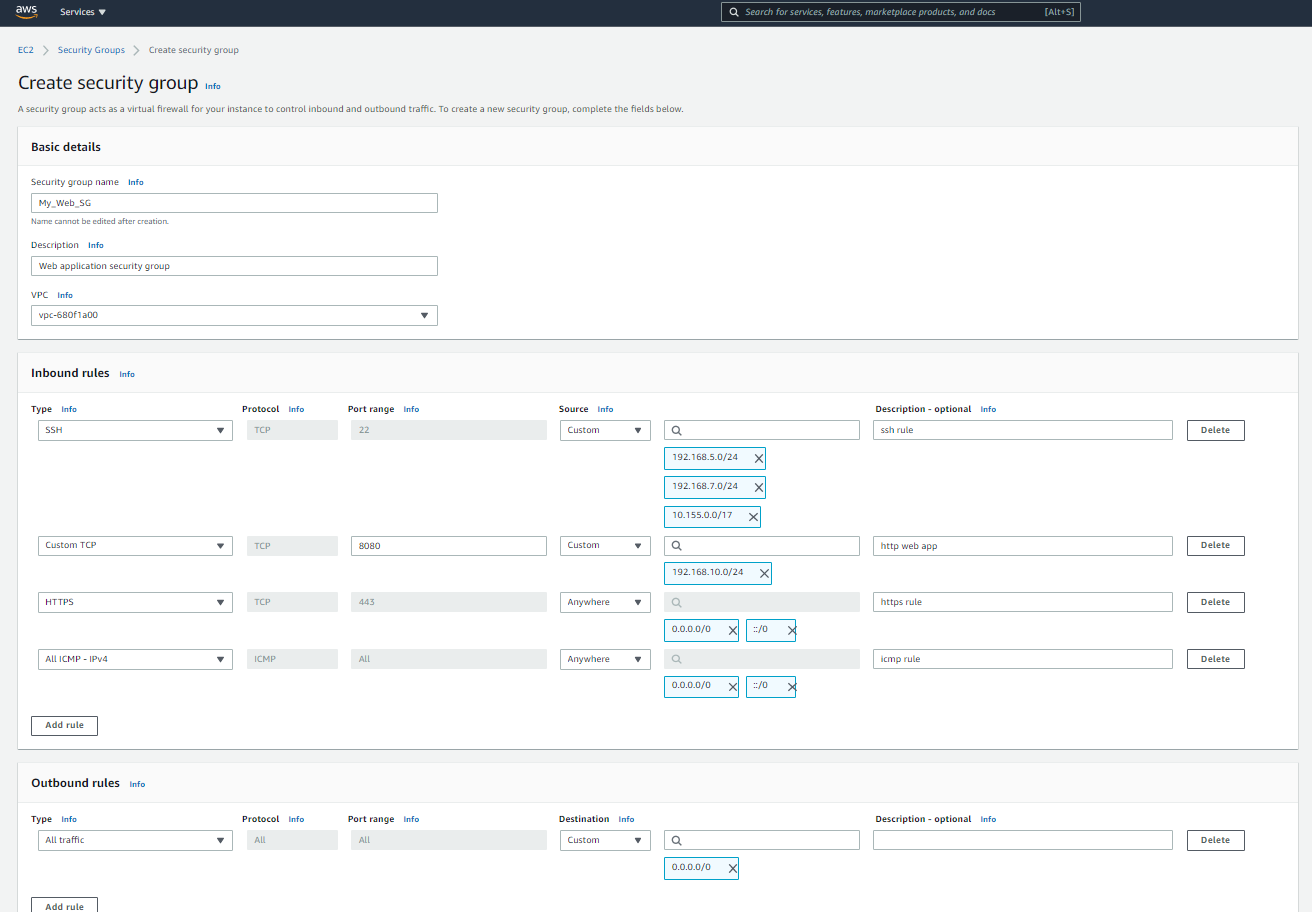 aws Services Search for services, features, marketplace products, and docs [Alt+S]
EC2 Security Groups Create security group
Create security group Info
A security group acts as a virtual firewall for your instance to control inbound and outbound traffic. To create a new security group, complete the fields below.
Basic details
Security group name Info
My_Web_SG
Name cannot be edited after creation.
Description Info
Web application security group
VPC Info
vpc-680f1a00
Inbound rules Info
Type Info Protocol Info Port range Info Source Info Description - optional Info
SSH TCP 22 Custom ssh rule Delete
192.168.5.0/24
192.168.7.0/24
10.155.0.0/17
Custom TCP TCP 8080 Custom http web app Delete
192.168.10.0/24
HTTPS TCP 443 Anywhere https rule Delete
0.0.0.0/0 ::/0
All ICMP - IPv4 ICMP All Anywhere icmp rule Delete
0.0.0.0/0 ::/0
Add rule
Outbound rules Info
Type Info Protocol Info Port range Info Destination Info Description - optional Info
All traffic All All Custom Delete
0.0.0.0/0
Add rule